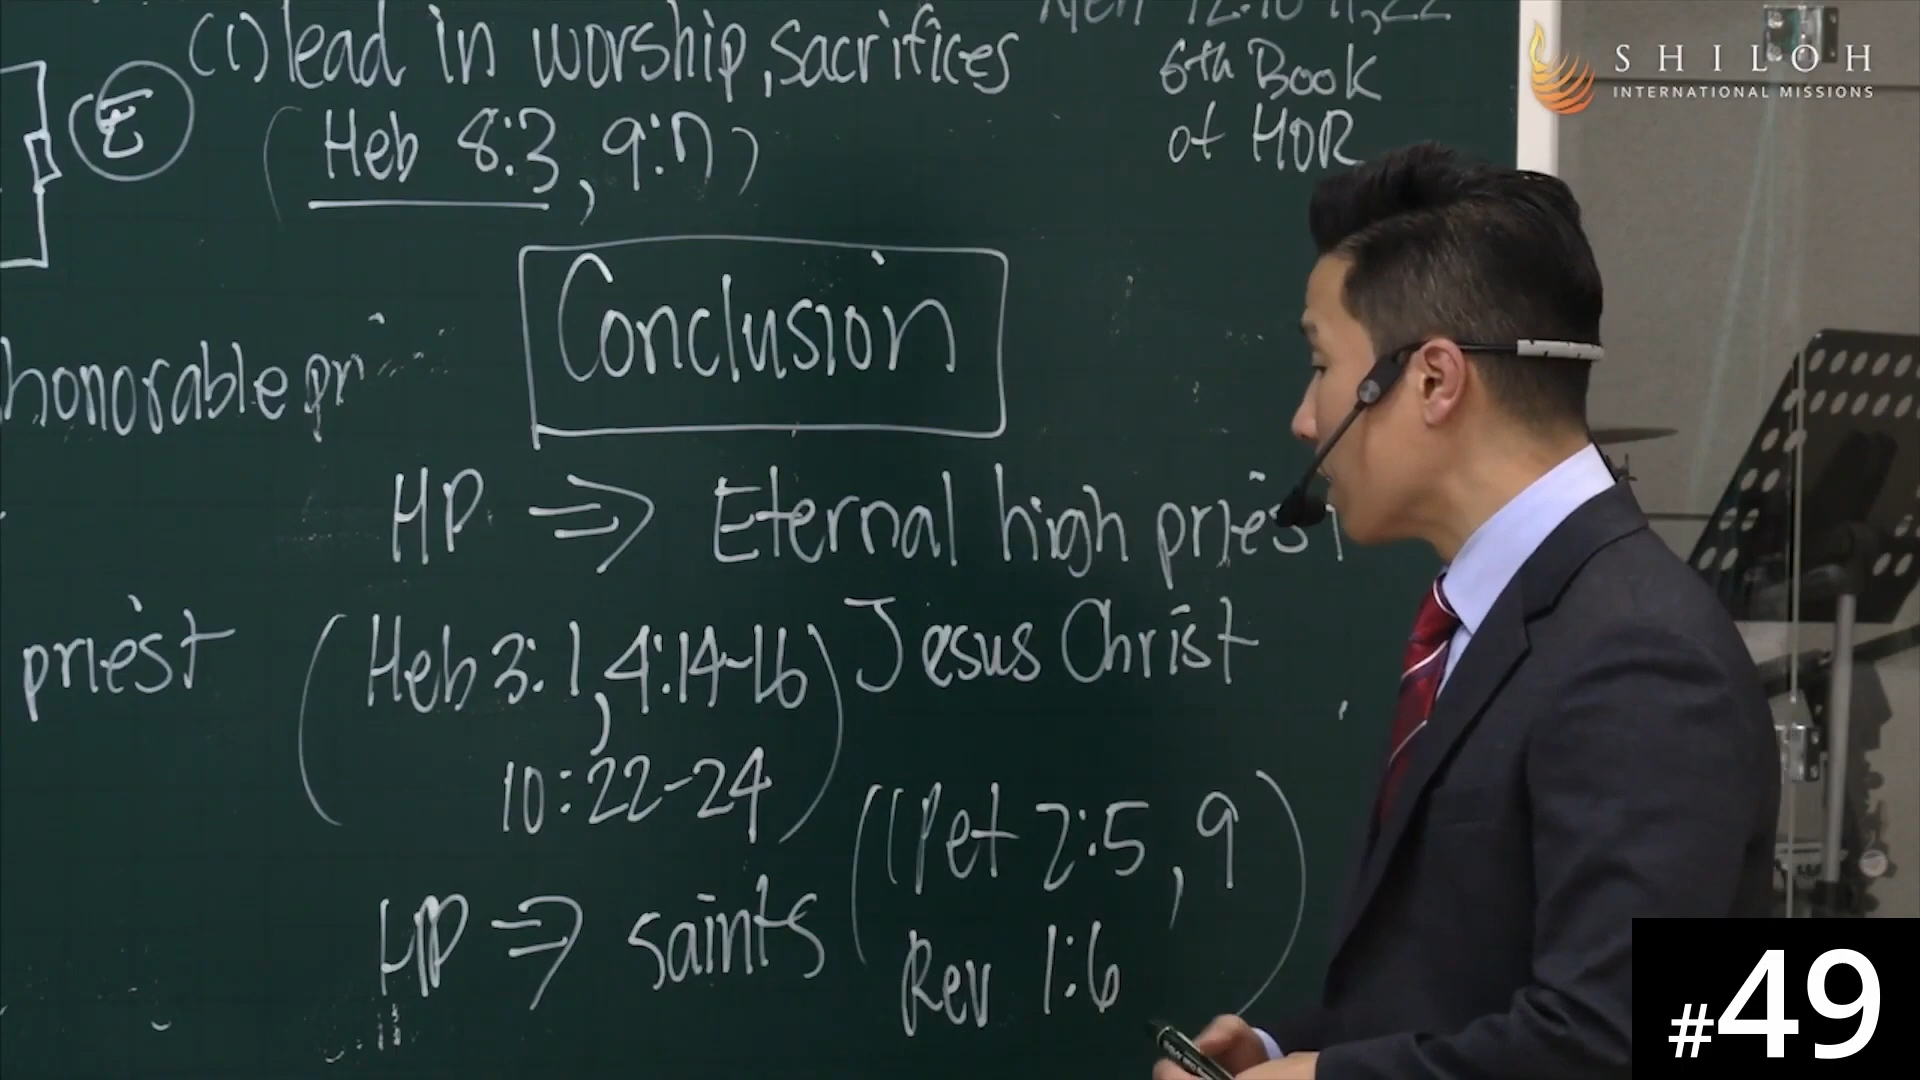 (1) lead in worship, sacrifices
E
(Heb 8:3, 9:7)
6th Book
of HOR
SHILOH
INTERNATIONAL MISSIONS
Conclusion
honorable pr
HP ⇒ Eternal high priest
priest
(Heb 3:1, 4:14-16
10:22-24)
Jesus Christ
(1 Pet 2:5, 9
Rev 1:6)
HP ⇒ saints
#49